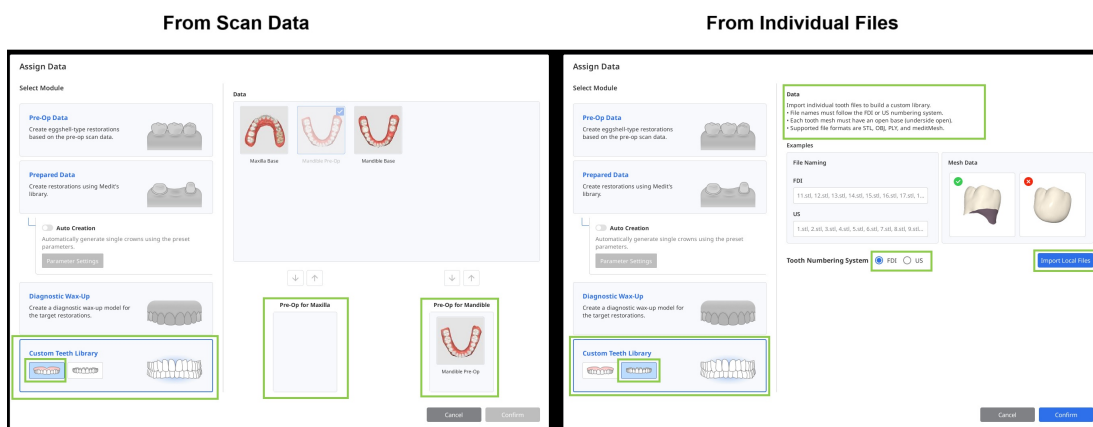 From Scan Data
From Individual Files
Assign Data
Select Module
Pre-Op Data
Create eggshell-type restorations
based on the pre-op scan data.
Prepared Data
Create restorations using Medit's
library.
Auto Creation
Automatically generate single crowns using the preset
parameters.
Parameter Settings
Diagnostic Wax-Up
Create a diagnostic wax-up model for
the target restorations.
Custom Teeth Library
Data
Maxilla Base
Mandible Pre-Op
Mandible Base
Pre-Op for Maxilla
Pre-Op for Mandible
Mandible Pre-Op
Cancel
Confirm
Assign Data
Select Module
Pre-Op Data
Create eggshell-type restorations
based on the pre-op scan data.
Prepared Data
Create restorations using Medit's
library.
Auto Creation
Automatically generate single crowns using the preset
parameters.
Parameter Settings
Diagnostic Wax-Up
Create a diagnostic wax-up model for
the target restorations.
Custom Teeth Library
Data
Import individual tooth files to build a custom library.
• File names must follow the FDI or US numbering system.
• Each tooth mesh must have an open base (underside open).
• Supported file formats are STL, OBJ, PLY, and meditMesh.
Examples
File Naming
FDI
11.stl, 12.stl, 13.stl, 14.stl, 15.stl, 16.stl, 17.stl, 1...
US
1.stl, 2.stl, 3.stl, 4.stl, 5.stl, 6.stl, 7.stl, 8.stl, 9.stl...
Mesh Data
Tooth Numbering System
FDI
US
Import Local Files
Cancel
Confirm